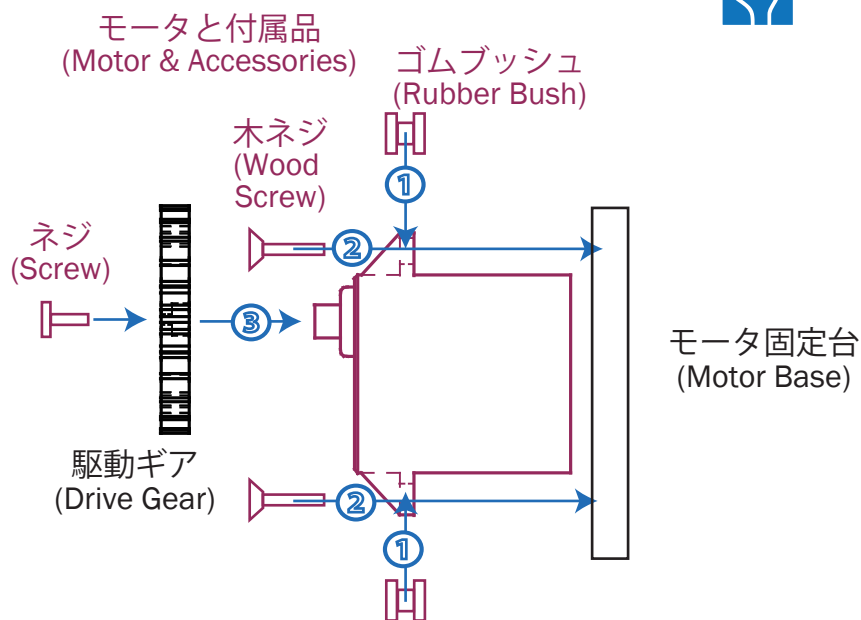 モータと付属品
(Motor & Accessories)
ゴムブッシュ
(Rubber Bush)
木ネジ
(Wood
Screw)
①
ネジ
(Screw)
②
③
モータ固定台
(Motor Base)
駆動ギア
(Drive Gear)
②
①